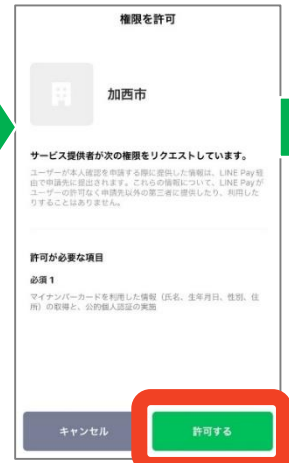 権限を許可
加西市
サービス提供者が次の権限をリクエストしています。
ユーザーが本人確認を申請する際に提供した情報は、LINE Pay経
由で申請先に提出されます。これらの情報について、LINE Payが
ユーザーの許可なく申請先以外の第三者に提供したり、利用した
りすることはありません。
許可が必要な項目
必須 1
マイナンバーカードを利用した情報（氏名、生年月日、性別、住
所）の取得と、公的個人認証の実施
キャンセル
許可する